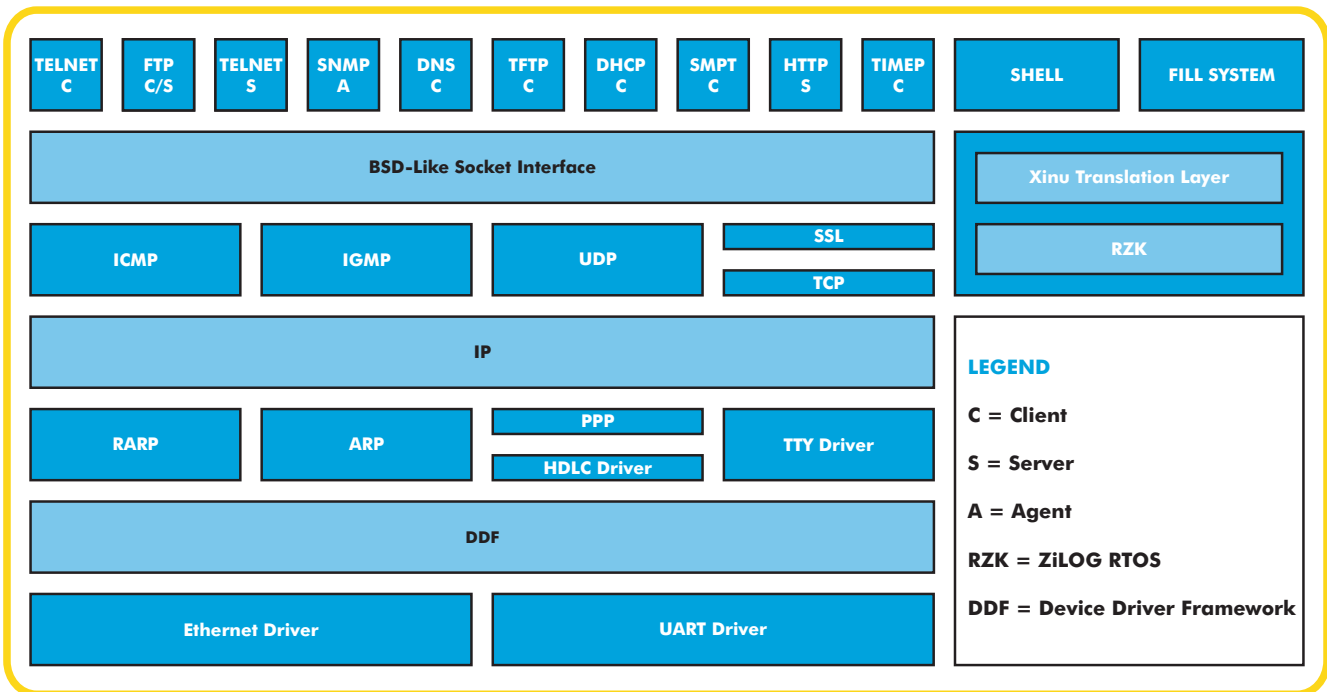 TELNET
C
FTP
C/S
TELNET
S
SNMP
A
DNS
C
TFTP
C
DHCP
C
SMPT
C
HTTP
S
TIMEP
C
SHELL
FILL SYSTEM
BSD-Like Socket Interface
Xinu Translation Layer
RZK
ICMP
IGMP
UDP
SSL
TCP
IP
RARP
ARP
PPP
HDLC Driver
TTY Driver
DDF
Ethernet Driver
UART Driver
LEGEND
C = Client
S = Server
A = Agent
RZK = ZiLOG RTOS
DDF = Device Driver Framework